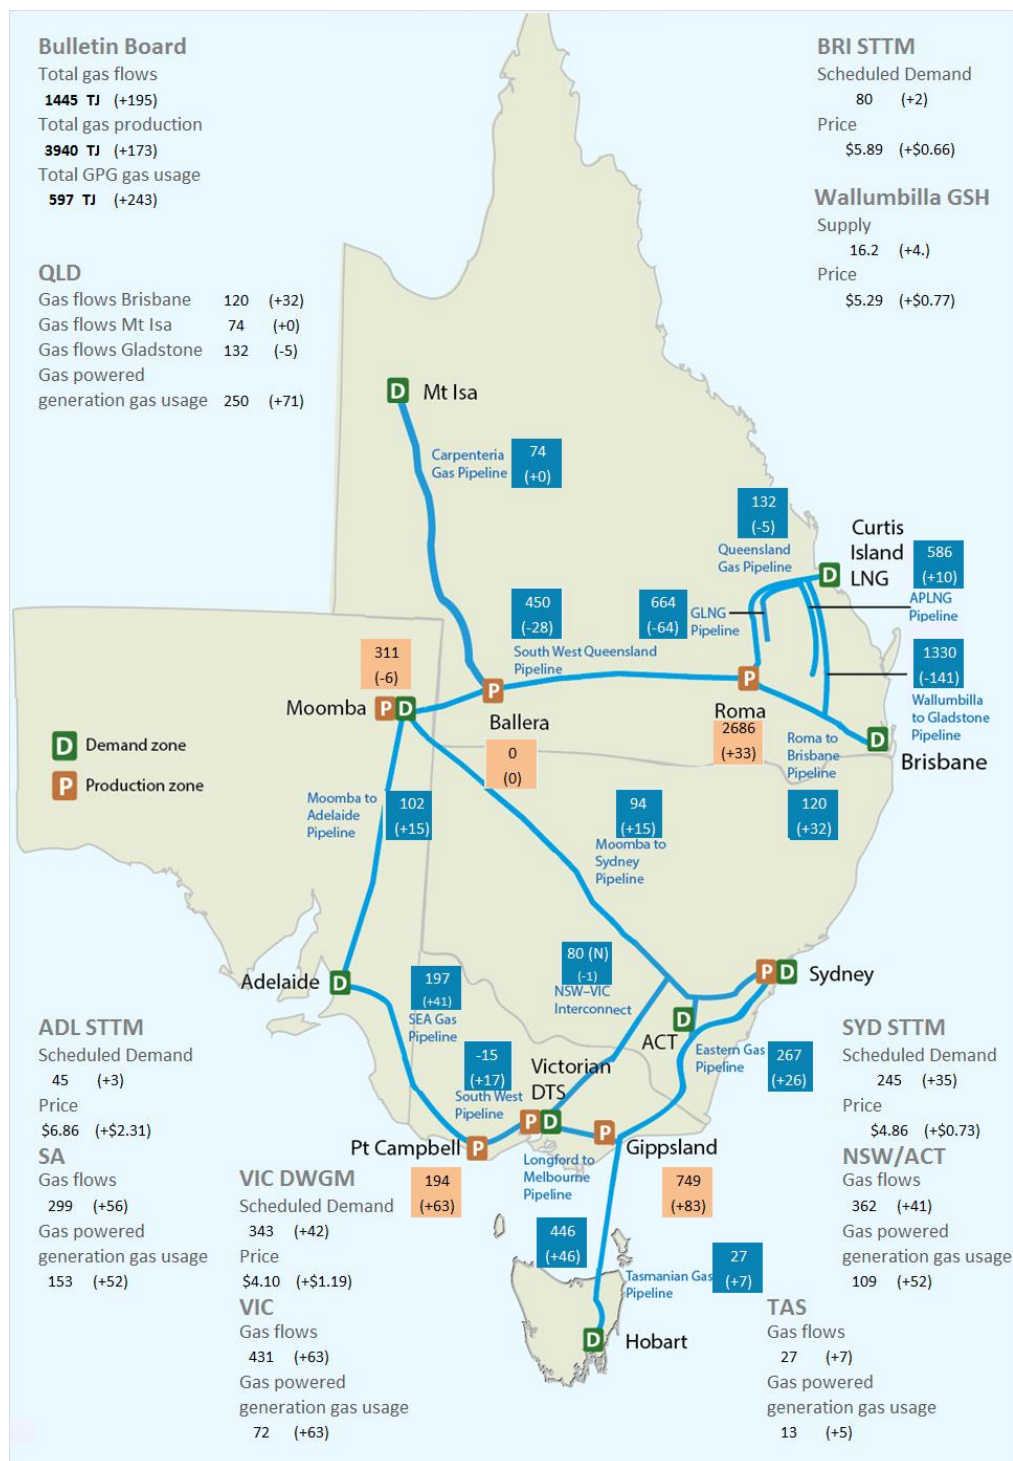 Bulletin Board
Total gas flows
1445 TJ (+195)
Total gas production
3940 TJ (+173)
Total GPG gas usage
597 TJ (+243)
BRI STTM
Scheduled Demand
80 (+2)
Price
$5.89 (+$0.66)
Wallumbilla GSH
Supply
16.2 (+4.)
Price
$5.29 (+$0.77)
QLD
Gas flows Brisbane 120 (+32)
Gas flows Mt Isa 74 (+0)
Gas flows Gladstone 132 (-5)
Gas powered
generation gas usage 250 (+71)
D Mt Isa
Carpenteria
Gas Pipeline
74
(+0)
132
(-5)
Queensland
Gas Pipeline
Curtis
Island
D LNG
586
(+10)
APLNG
Pipeline
450
(-28)
South West Queensland
Pipeline
664
(-64)
GLNG
Pipeline
1330
(-141)
Wallumbilla
to Gladstone
Pipeline
311
(-6)
Moomba P D
P
Ballera
0
(0)
P
Roma
2686
(+33)
Roma to
Brisbane
Pipeline
D
Brisbane
120
(+32)
D Demand zone
P Production zone
Moomba to
Adelaide
Pipeline
102
(+15)
94
(+15)
Moomba to
Sydney
Pipeline
80 (N)
(-1)
NSW–VIC
Interconnect
P D Sydney
Adelaide D
197
(+41)
SEA Gas
Pipeline
D
ACT
Eastern Gas
Pipeline
267
(+26)
-15
(+17)
South West
Pipeline
Victorian
DTS
P D
P
Gippsland
749
(+83)
Pt Campbell P
194
(+63)
Longford to
Melbourne
Pipeline
446
(+46)
27
(+7)
Tasmanian Gas
Pipeline
D Hobart
ADL STTM
Scheduled Demand
45 (+3)
Price
$6.86 (+$2.31)
SA
Gas flows
299 (+56)
Gas powered
generation gas usage
153 (+52)
VIC DWGM
Scheduled Demand
343 (+42)
Price
$4.10 (+$1.19)
VIC
Gas flows
431 (+63)
Gas powered
generation gas usage
72 (+63)
SYD STTM
Scheduled Demand
245 (+35)
Price
$4.86 (+$0.73)
NSW/ACT
Gas flows
362 (+41)
Gas powered
generation gas usage
109 (+52)
TAS
Gas flows
27 (+7)
Gas powered
generation gas usage
13 (+5)